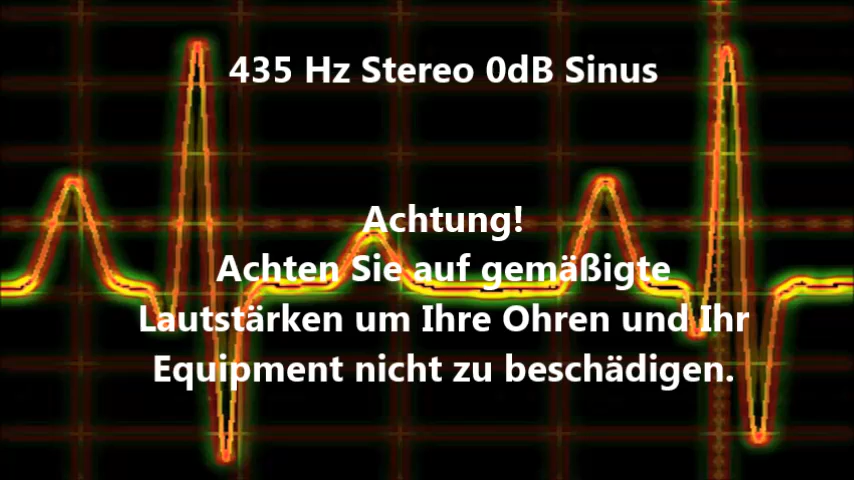 435 Hz Stereo 0dB Sinus
Achtung!
Achten Sie auf gemäßigte
Lautstärken um Ihre Ohren und Ihr
Equipment nicht zu beschädigen.